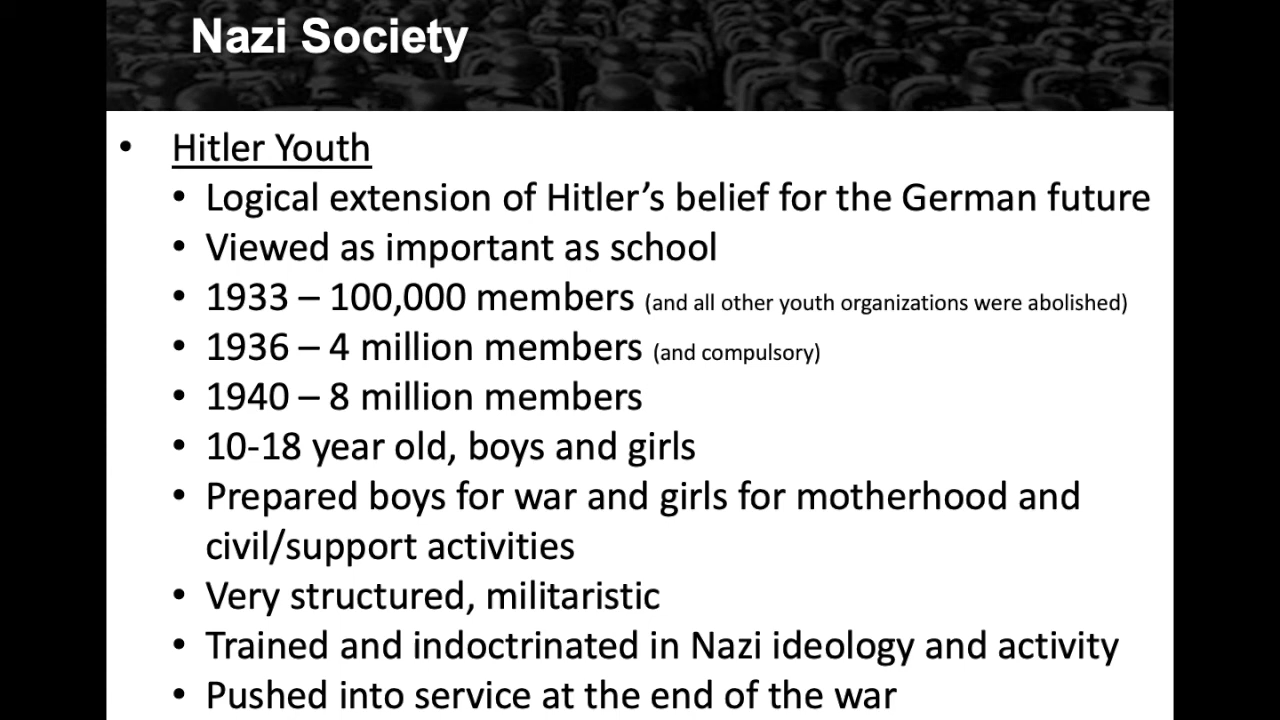 Nazi Society
• Hitler Youth
• Logical extension of Hitler’s belief for the German future
• Viewed as important as school
• 1933 – 100,000 members (and all other youth organizations were abolished)
• 1936 – 4 million members (and compulsory)
• 1940 – 8 million members
• 10-18 year old, boys and girls
• Prepared boys for war and girls for motherhood and
civil/support activities
• Very structured, militaristic
• Trained and indoctrinated in Nazi ideology and activity
• Pushed into service at the end of the war